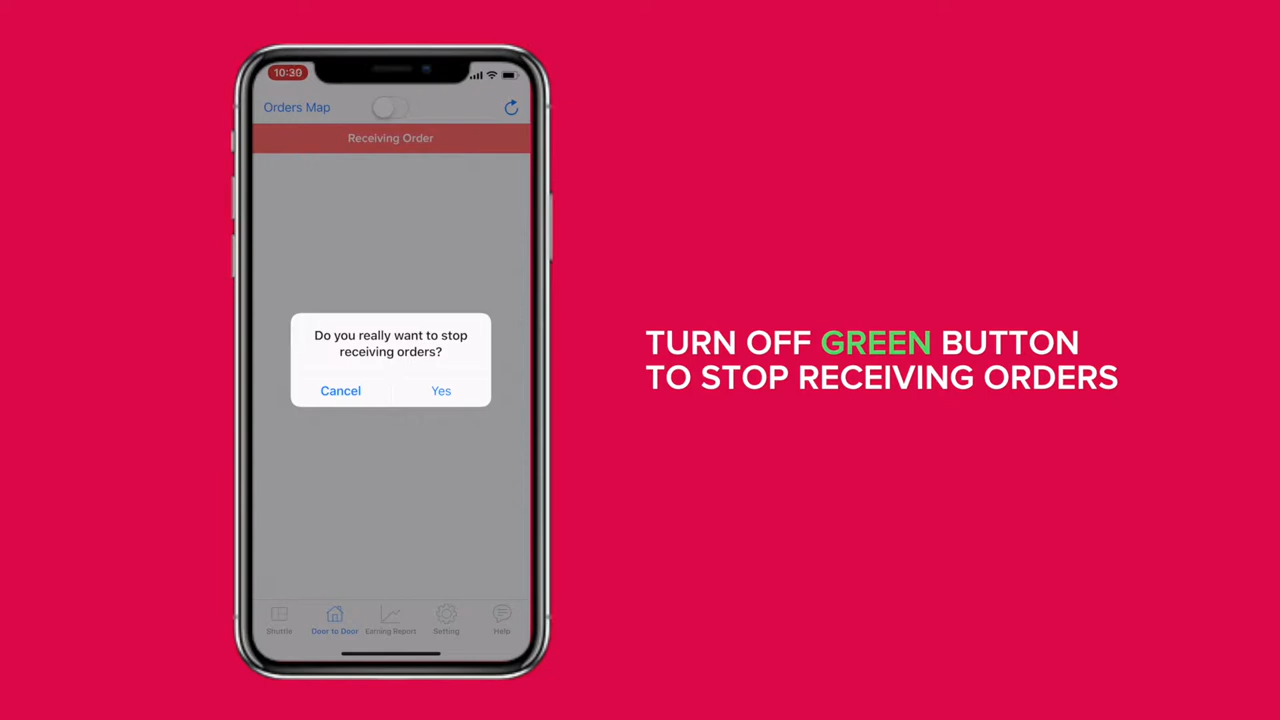 10:39
Orders Map
Receiving Order
Do you really want to stop
receiving orders?
Cancel Yes
TURN OFF GREEN BUTTON
TO STOP RECEIVING ORDERS
Shuttle Door to Door Earning Report Setting Help